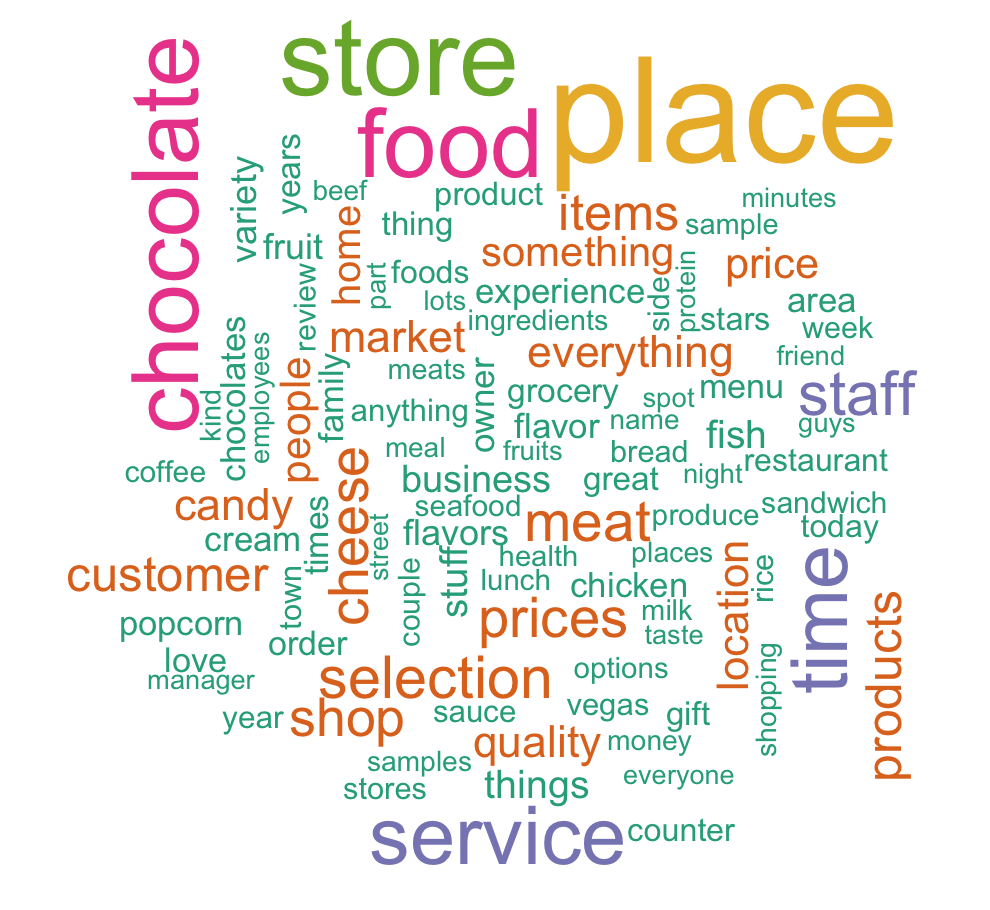 store
place
chocolate
food
years
variety
beef
product
minutes
items
thing
sample
home
fruit
something
price
part
foods
review
lots
experience
side
protein
area
ingredients
stars
week
market
everything
friend
chocolates
employees
meats
people
family
owner
grocery
spot
menu
staff
kind
anything
flavor
name
guys
fish
meal
fruits
bread
coffee
business
great
night
restaurant
cheese
candy
times
seafood
meat
produce
sandwich
today
cream
street
flavors
health
places
customer
town
couple
stuff
lunch
chicken
location
rice
time
popcorn
prices
milk
products
order
taste
love
manager
selection
options
shopping
year
shop
sauce
vegas
gift
quality
money
samples
stores
things
everyone
service
counter